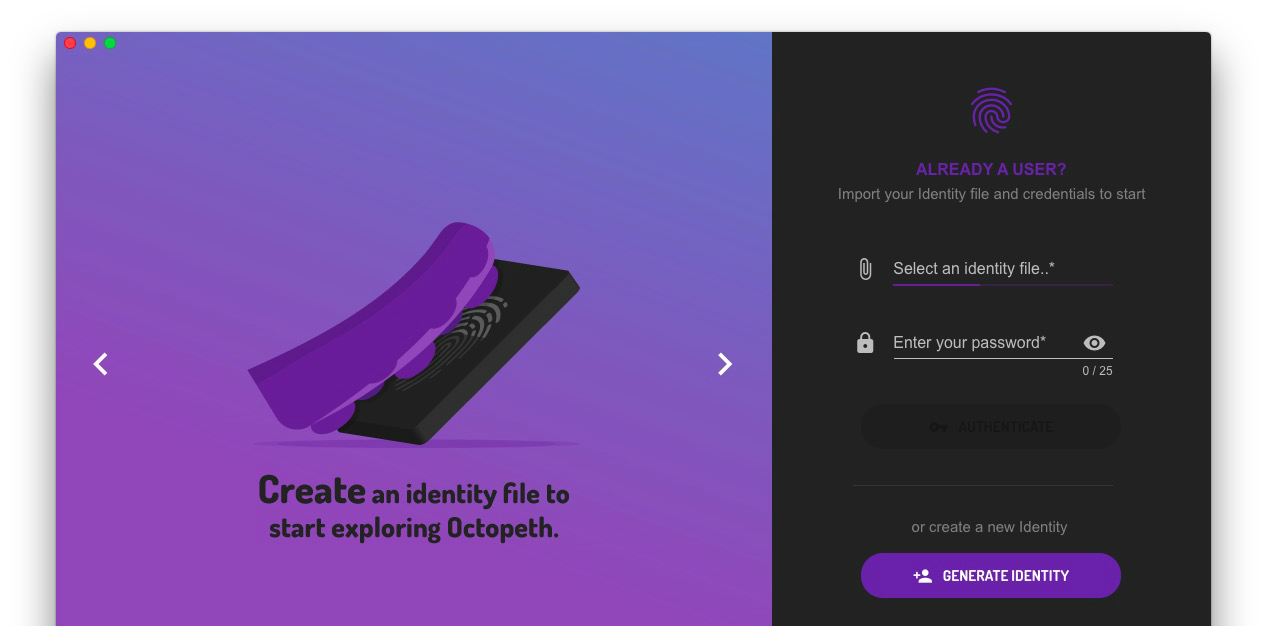 Create an identity file to
start exploring Octopeth.
ALREADY A USER?
Import your Identity file and credentials to start
Select an identity file..*
Enter your password*
0 / 25
AUTHENTICATE
or create a new Identity
GENERATE IDENTITY